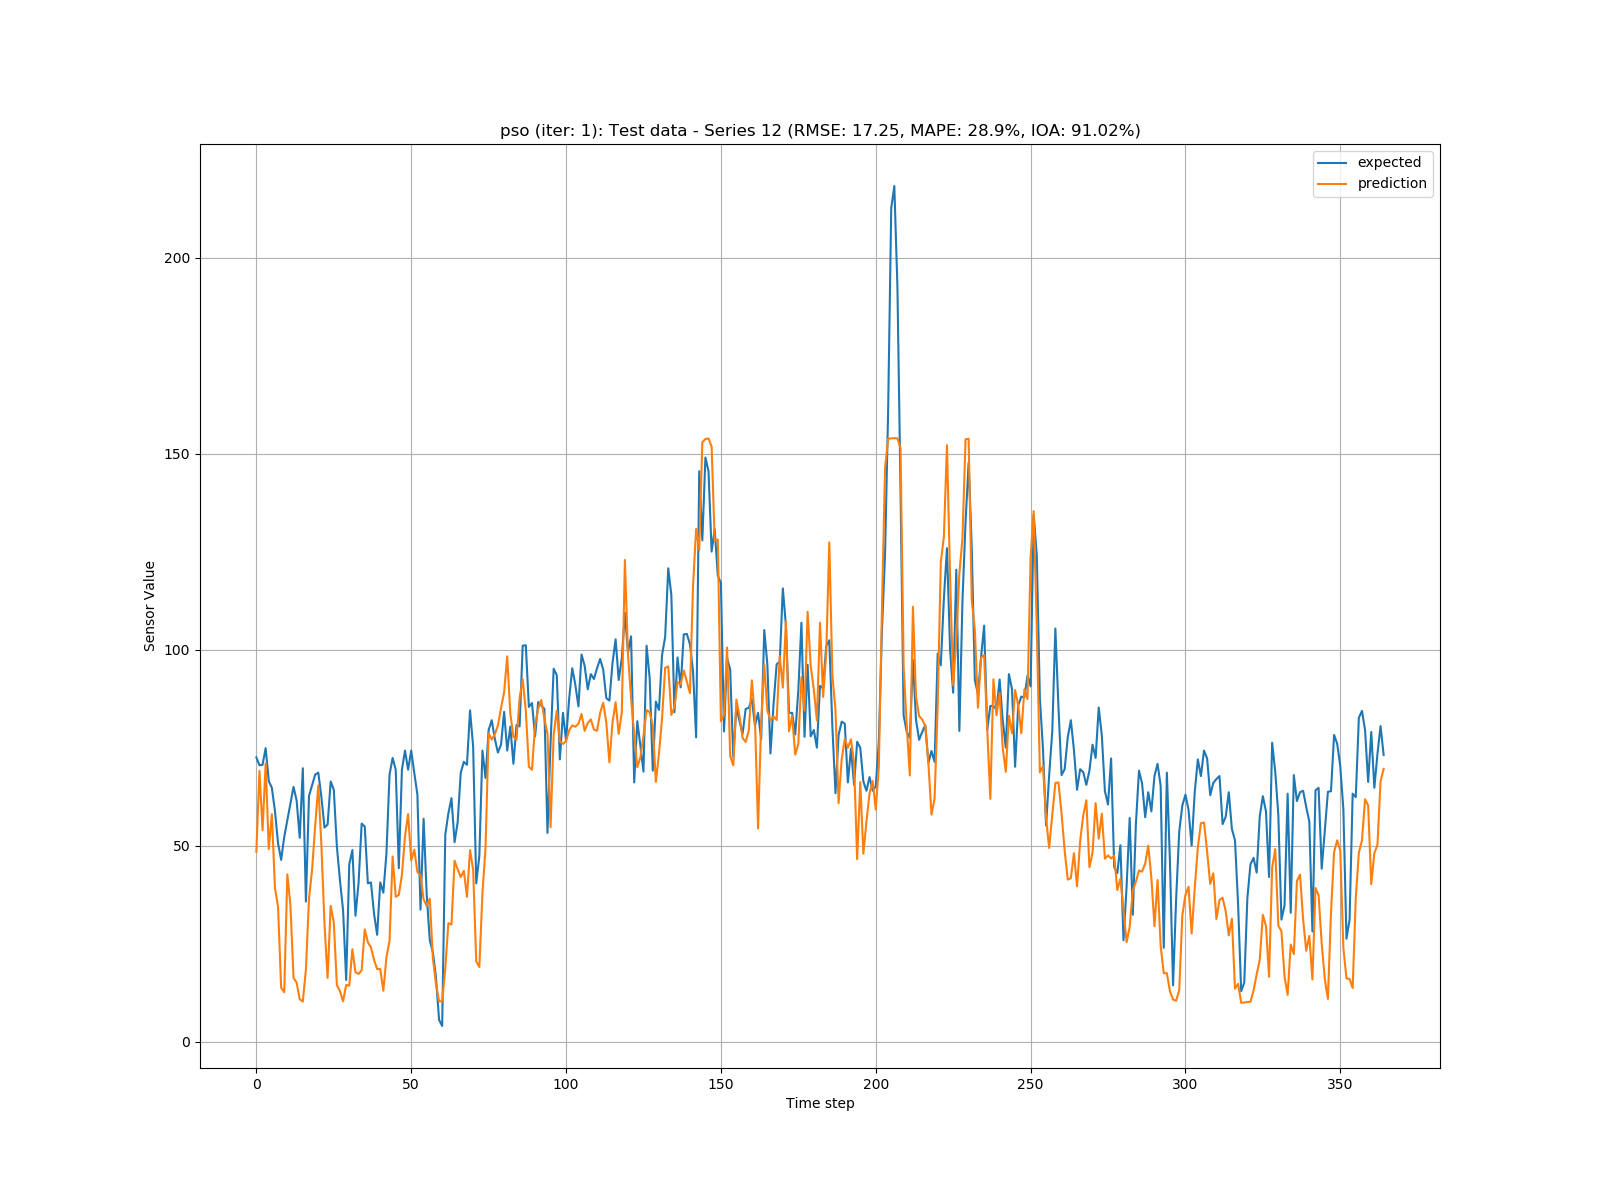 pso (iter: 1): Test data - Series 12 (RMSE: 17.25, MAPE: 28.9%, IOA: 91.02%)
expected
prediction
200
150
100
50
0
Sensor Value
0 50 100 150 200 250 300 350
Time step